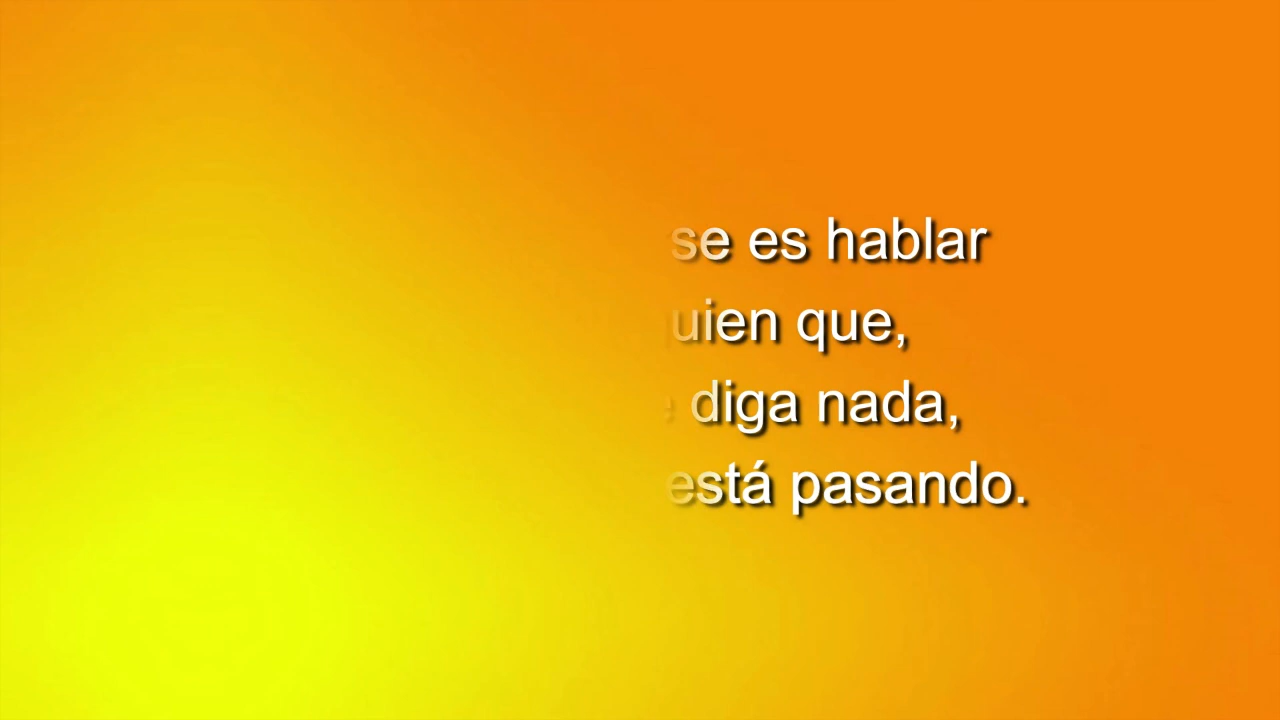 se es hablar
uien que,
diga nada,
está pasando.